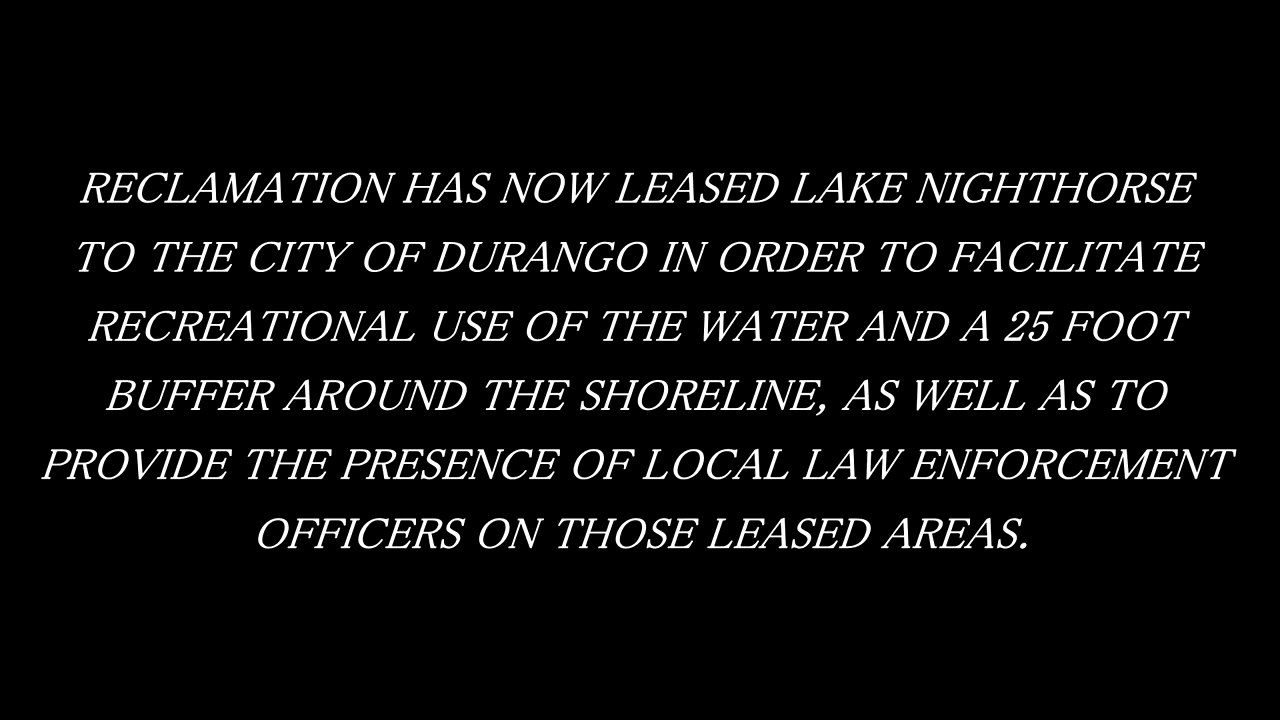 RECLAMATION HAS NOW LEASED LAKE NIGHTHORSE
TO THE CITY OF DURANGO IN ORDER TO FACILITATE
RECREATIONAL USE OF THE WATER AND A 25 FOOT
BUFFER AROUND THE SHORELINE, AS WELL AS TO
PROVIDE THE PRESENCE OF LOCAL LAW ENFORCEMENT
OFFICERS ON THOSE LEASED AREAS.